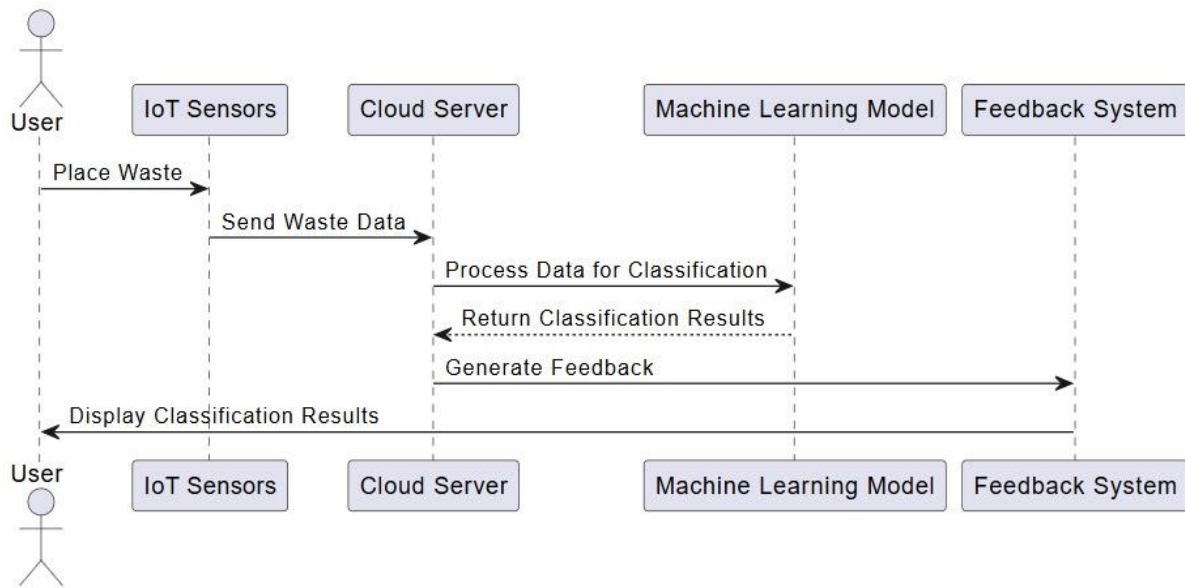 User
IoT Sensors
Cloud Server
Machine Learning Model
Feedback System
Place Waste
Send Waste Data
Process Data for Classification
Return Classification Results
Generate Feedback
Display Classification Results
User
IoT Sensors
Cloud Server
Machine Learning Model
Feedback System